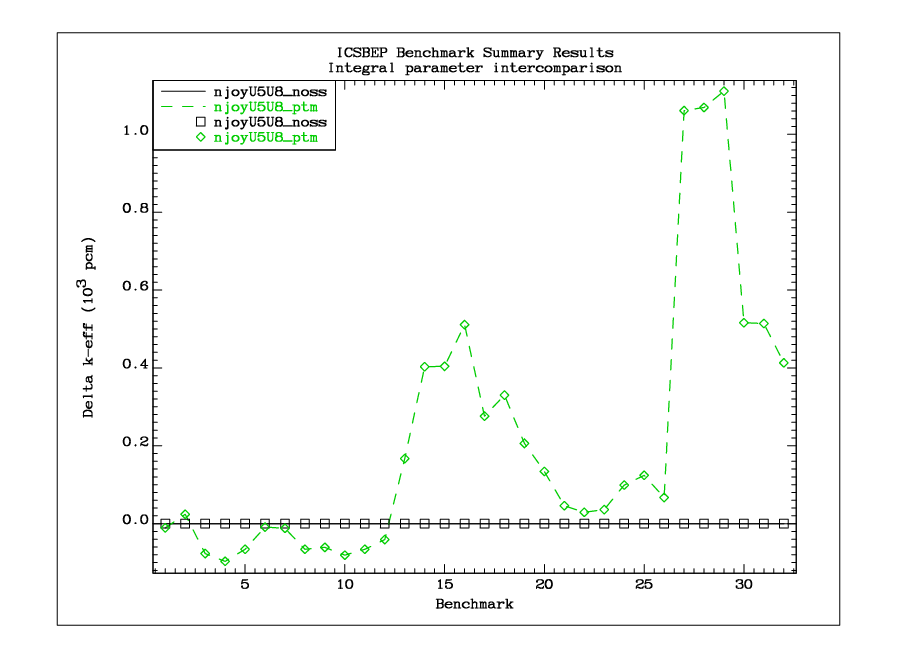 ICSBEP Benchmark Summary Results
Integral parameter intercomparison
njoyU5U8_noss
njoyU5U8_ptm
njoyU5U8_noss
njoyU5U8_ptm
1.0
0.8
0.6
0.4
0.2
0.0
Delta k-eff (10³ pcm)
5 10 15 20 25 30
Benchmark